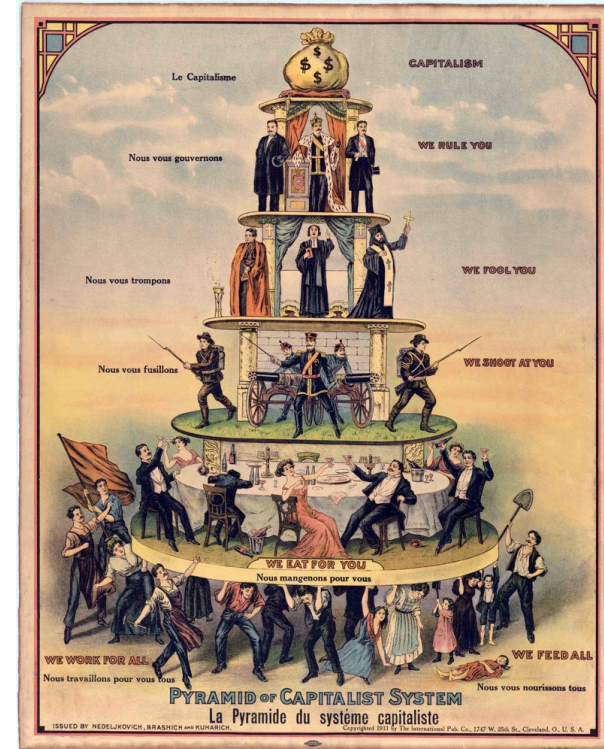 CAPITALISM
Le Capitalisme
WE RULE YOU
Nous vous gouvernons
WE FOOL YOU
Nous vous trompons
WE SHOOT AT YOU
Nous vous fusillons
WE EAT FOR YOU
Nous mangenons pour vous
WE WORK FOR ALL
Nous travaillons pour vous tous
WE FEED ALL
Nous vous nourissons tous
PYRAMID OF CAPITALIST SYSTEM
La Pyramide du systéme capitaliste
ISSUED BY NEDELJKOVICH, BRASHICH AND KUHARICH.
Copyrighted 1911 by The International Pub. Co., 1747 W. 25th St., Cleveland. O., U. S. A.